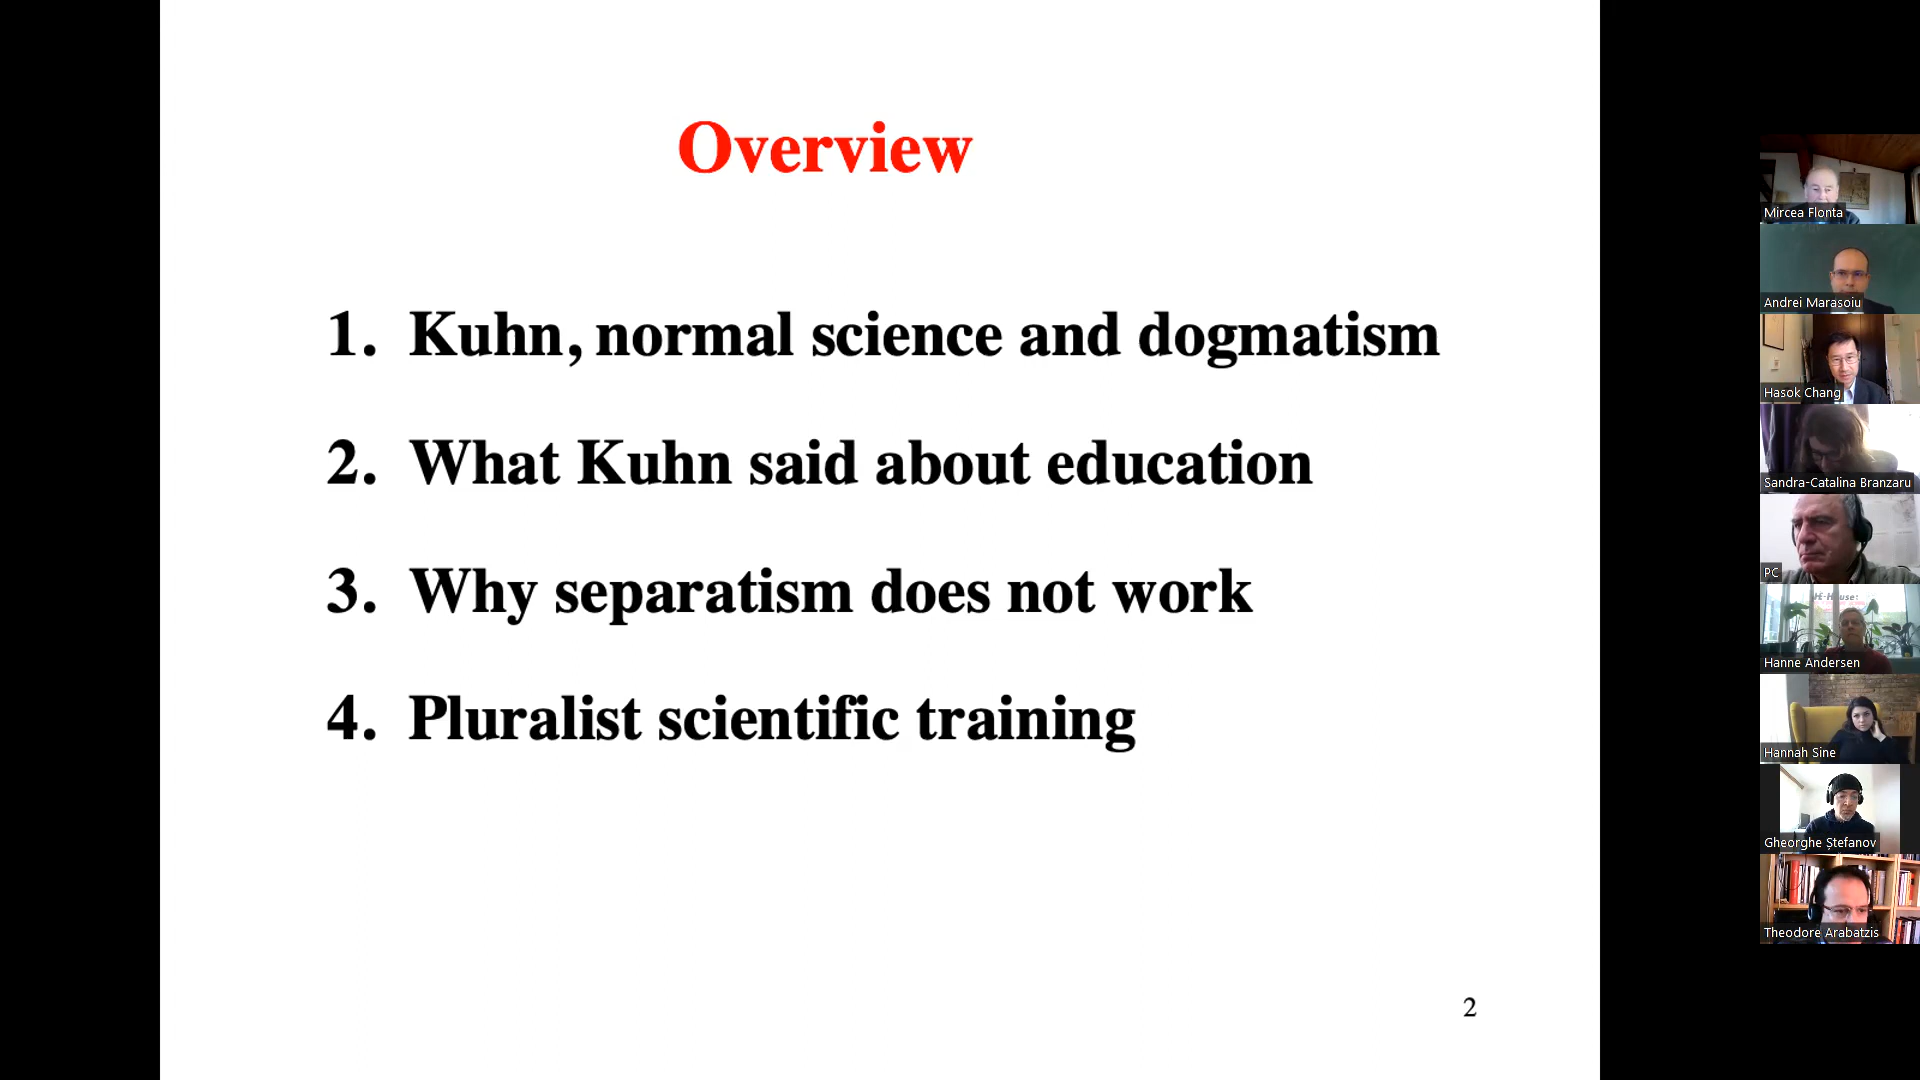 Overview
1. Kuhn, normal science and dogmatism
2. What Kuhn said about education
3. Why separatism does not work
4. Pluralist scientific training
2
Mircea Flonta
Andrei Marasoiu
Hasok Chang
Sandra-Catalina Branzaru
PC
Hanne Andersen
Hannah Sine
Gheorghe Ștefanov
Theodore Arabatzis